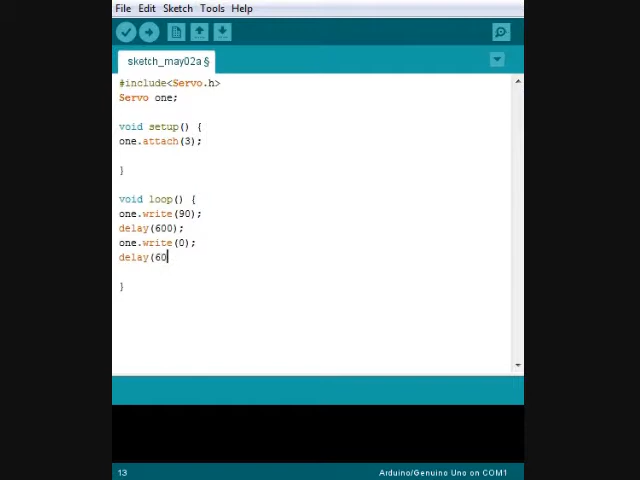 File Edit Sketch Tools Help
sketch_may02a §
#include<Servo.h>
Servo one;
void setup() {
one.attach(3);
}
void loop() {
one.write(90);
delay(600);
one.write(0);
delay(60
}
13 Arduino/Genuino Uno on COM1